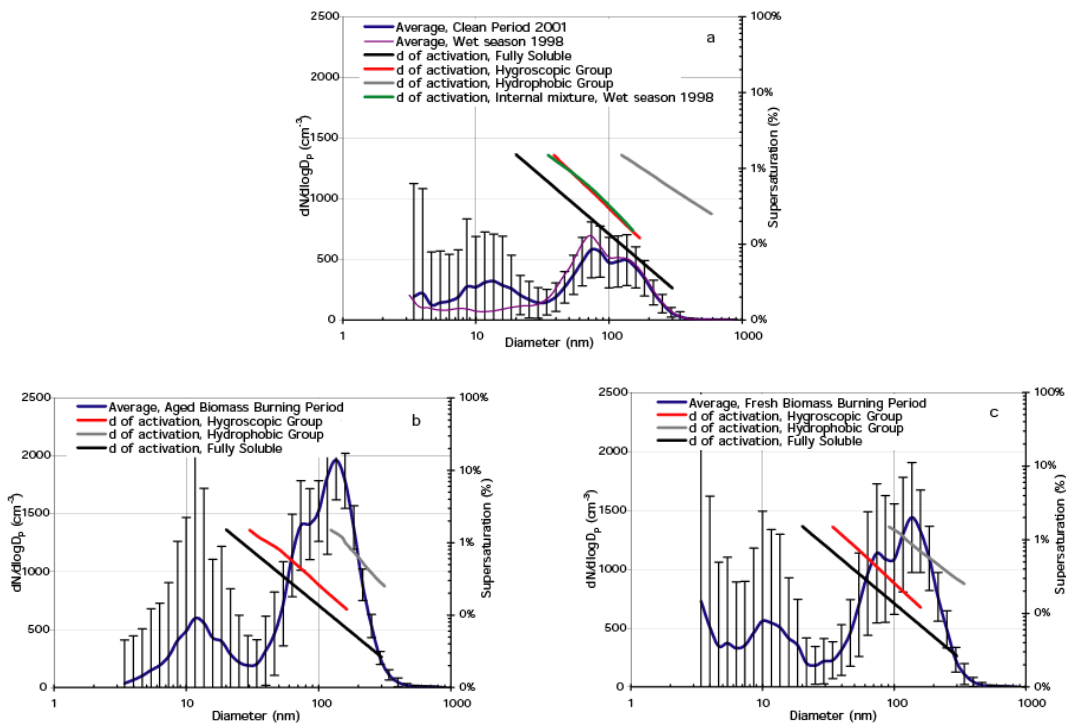 2500
2000
1500
1000
500
0
dN/dlogDP (cm-3)
Average, Clean Period 2001
Average, Wet season 1998
d of activation, Fully Soluble
d of activation, Hygroscopic Group
d of activation, Hydrophobic Group
d of activation, Internal mixture, Wet season 1998
a
100%
10%
1%
0%
0%
Supersaturation (%)
1 10 100 1000
Diameter (nm)
2500
2000
1500
1000
500
0
dN/dlogDP (cm-3)
Average, Aged Biomass Burning Period
d of activation, Hygroscopic Group
d of activation, Hydrophobic Group
d of activation, Fully Soluble
b
100%
10%
1%
0%
0%
Supersaturation (%)
1 10 100 1000
Diameter (nm)
2500
2000
1500
1000
500
0
dN/dlogDP (cm-3)
Average, Fresh Biomass Burning Period
d of activation, Hygroscopic Group
d of activation, Hydrophobic Group
d of activation, Fully Soluble
c
100%
10%
1%
0%
0%
Supersaturation (%)
1 10 100 1000
Diameter (nm)